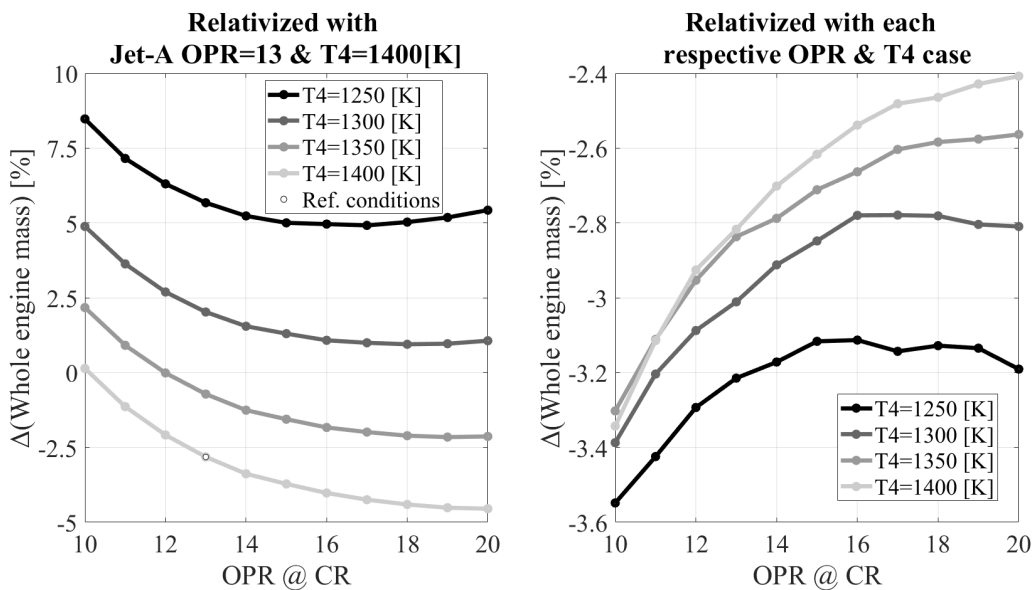 Relativized with
Jet-A OPR=13 & T4=1400[K]
Δ(Whole engine mass) [%]
10
7.5
5
2.5
0
-2.5
-5
T4=1250 [K]
T4=1300 [K]
T4=1350 [K]
T4=1400 [K]
Ref. conditions
10 12 14 16 18 20
OPR @ CR
Relativized with each
respective OPR & T4 case
Δ(Whole engine mass) [%]
-2.4
-2.6
-2.8
-3
-3.2
-3.4
-3.6
T4=1250 [K]
T4=1300 [K]
T4=1350 [K]
T4=1400 [K]
10 12 14 16 18 20
OPR @ CR